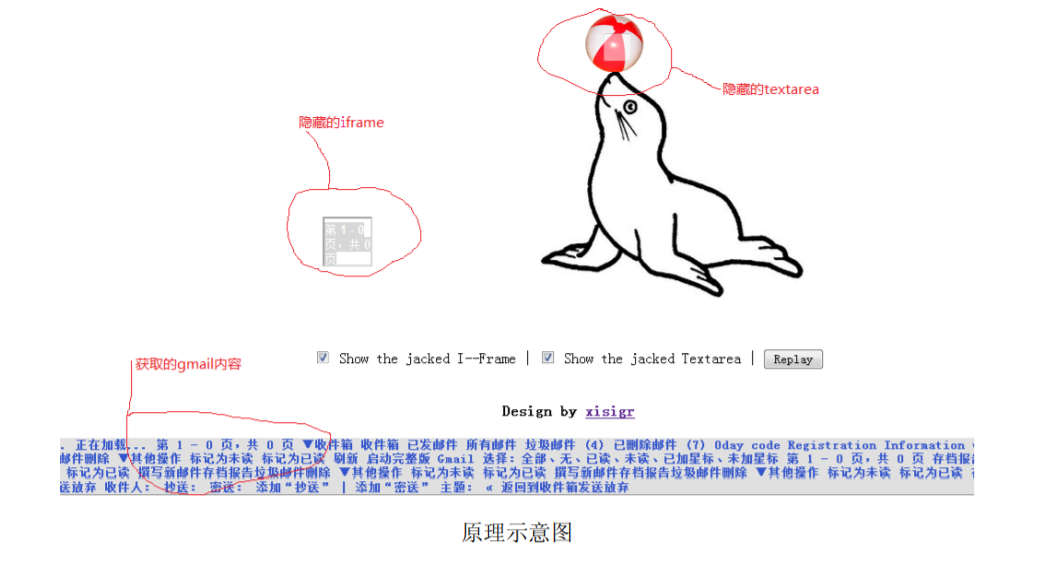 隐藏的textarea
隐藏的iframe
第 1 - 0
页，共 0
页
获取的gmail内容
Show the jacked I--Frame | Show the jacked Textarea | Replay
Design by xisigr
. 正在加载... 第 1 - 0 页，共 0 页 ▼收件箱 收件箱 已发邮件 所有邮件 垃圾邮件 (4) 已删除邮件 (7) 0day code Registration Information
邮件删除 ▼其他操作 标记为未读 标记为已读 刷新 启动完整版 Gmail 选择: 全部、无、已读、未读、已加星标、未加星标 第 1 - 0 页，共 0 页 存档报
标记为已读 撰写新邮件存档报告垃圾邮件删除 ▼其他操作 标记为未读 标记为已读 撰写新邮件存档报告垃圾邮件删除 ▼其他操作 标记为未读 标记为已读
送放弃 收件人: 抄送: 密送: 添加“抄送” | 添加“密送” 主题: « 返回到收件箱发送放弃
原理示意图